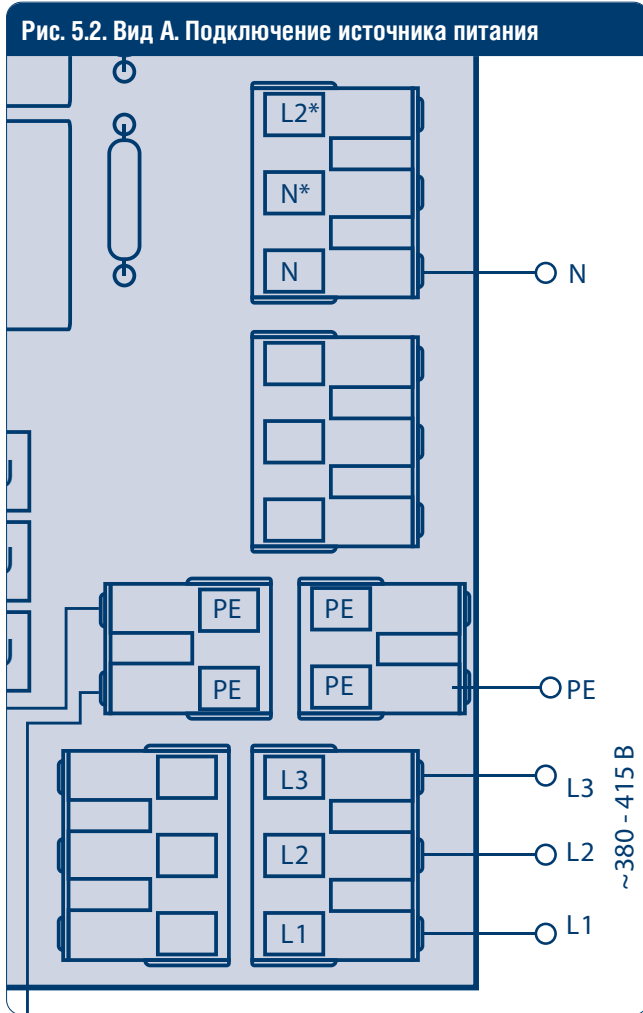 Рис. 5.2. Вид А. Подключение источника питания
L2*
N*
N
N
PE
PE
PE
PE
PE
L3
L3
L2
L2
L1
L1
~380 - 415 В